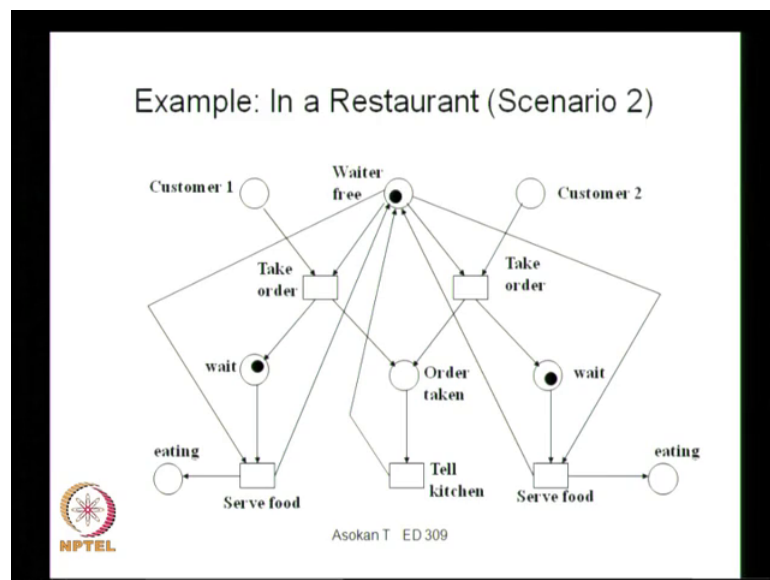 Example: In a Restaurant (Scenario 2)
Customer 1
Waiter
free
Customer 2
Take
order
Take
order
wait
Order
taken
wait
eating
Serve food
Tell
kitchen
Serve food
eating
NPTEL
Asokan T ED 309